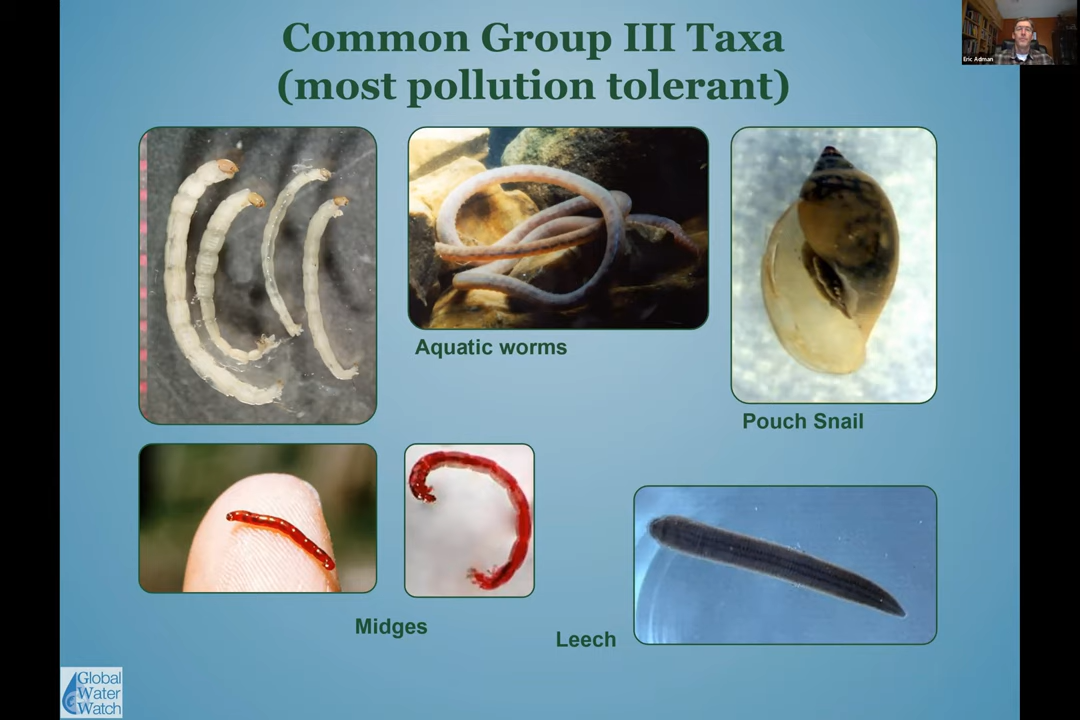 Common Group III Taxa
(most pollution tolerant)
Eric Adman
Aquatic worms
Pouch Snail
Midges
Leech
Global
Water
Watch